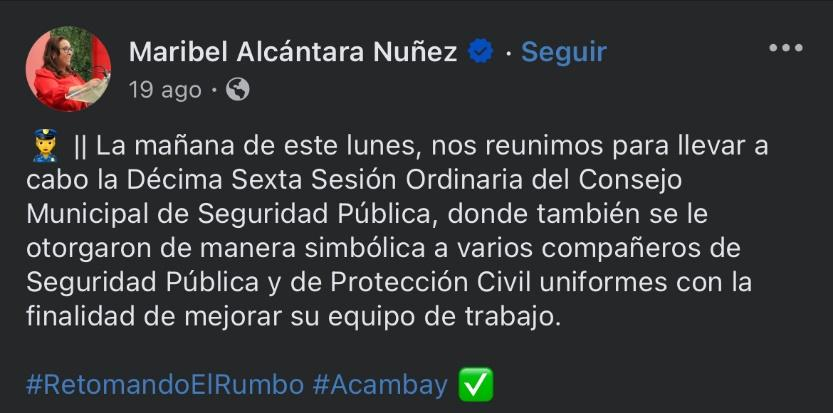 Maribel Alcántara Nuñez · Seguir
19 ago ·
|| La mañana de este lunes, nos reunimos para llevar a
cabo la Décima Sexta Sesión Ordinaria del Consejo
Municipal de Seguridad Pública, donde también se le
otorgaron de manera simbólica a varios compañeros de
Seguridad Pública y de Protección Civil uniformes con la
finalidad de mejorar su equipo de trabajo.
#RetomandoElRumbo #Acambay